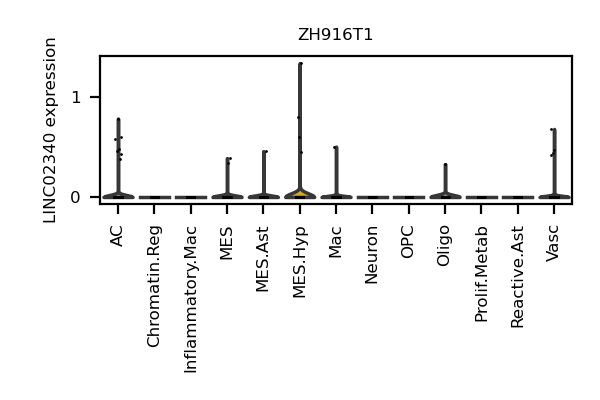 ZH916T1
LINC02340 expression
1
0
AC
Chromatin.Reg
Inflammatory.Mac
MES
MES.Ast
MES.Hyp
Mac
Neuron
OPC
Oligo
Prolif.Metab
Reactive.Ast
Vasc